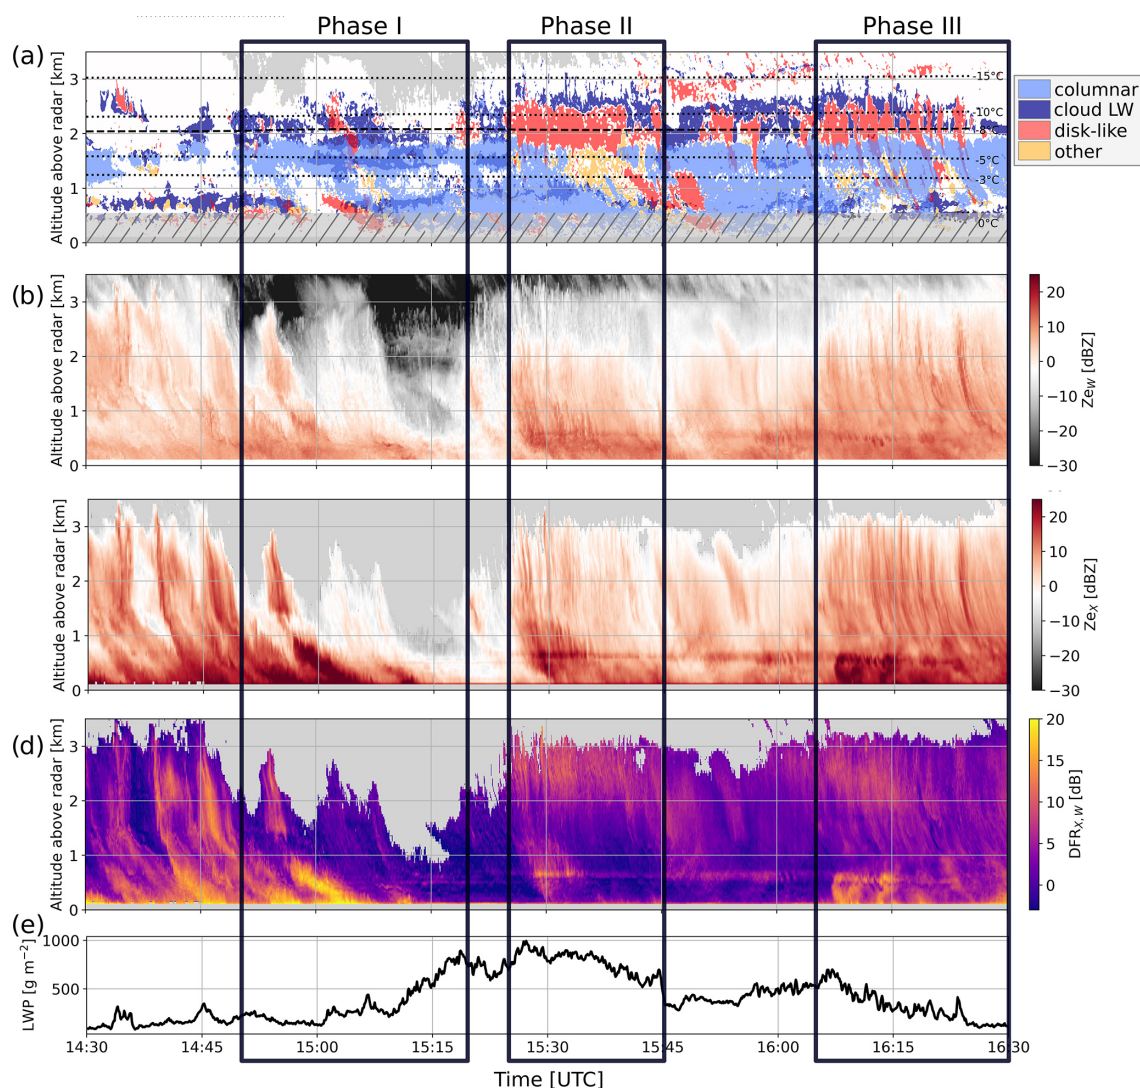 Phase I Phase II Phase III
(a)
Altitude above radar [km]
3
2
1
0
-15°C
-10°C
-8°C
-5°C
-3°C
0°C
columnar
cloud LW
disk-like
other
(b)
Altitude above radar [km]
3
2
1
0
20
10
0
−10
−20
−30
Zew [dBZ]
Altitude above radar [km]
3
2
1
0
20
10
0
−10
−20
−30
Zex [dBZ]
(d)
Altitude above radar [km]
3
2
1
0
20
15
10
5
0
DFRX,W [dB]
(e)
LWP [g m−2]
1000
500
14:30 14:45 15:00 15:15 15:30 15:45 16:00 16:15 16:30
Time [UTC]